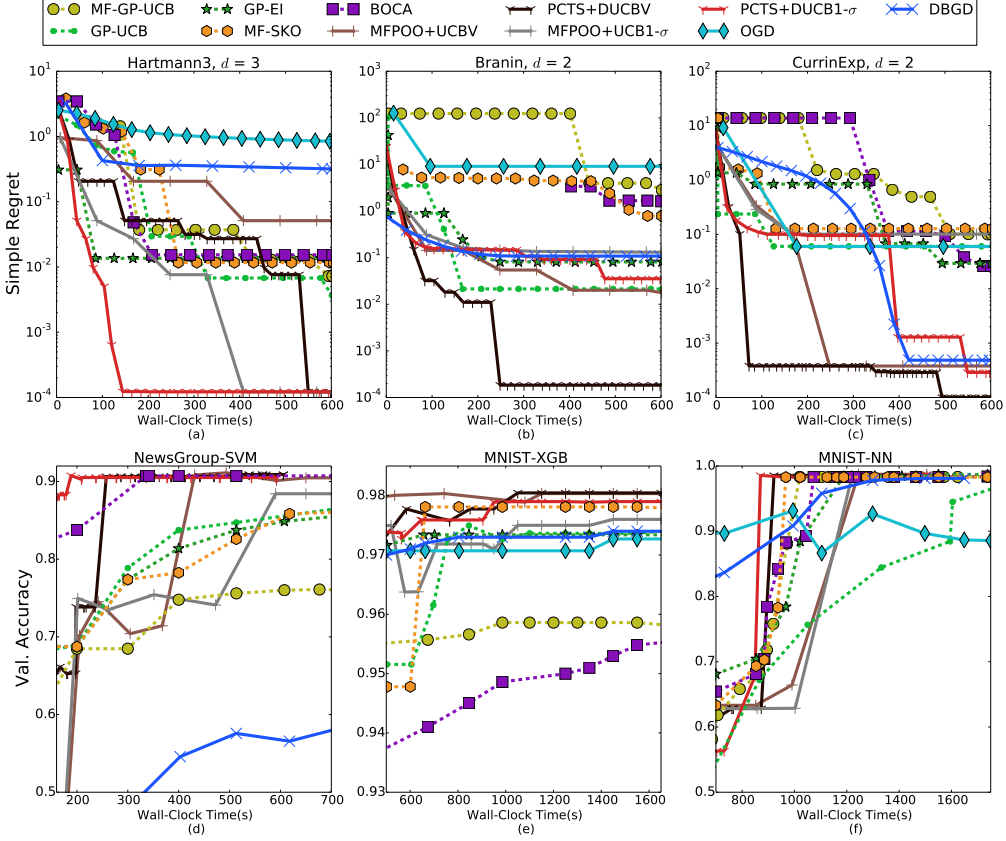 MF-GP-UCB GP-EI BOCA PCTS+DUCBV PCTS+DUCB1-σ DBGD
GP-UCB MF-SKO MFPOO+UCBV MFPOO+UCB1-σ OGD
Hartmann3, d = 3
Simple Regret
10^1
10^0
10^-1
10^-2
10^-3
10^-4
0 100 200 300 400 500 600
Wall-Clock Time(s)
(a)
Branin, d = 2
10^3
10^2
10^1
10^0
10^-1
10^-2
10^-3
10^-4
0 100 200 300 400 500 600
Wall-Clock Time(s)
(b)
CurrinExp, d = 2
10^2
10^1
10^0
10^-1
10^-2
10^-3
10^-4
0 100 200 300 400 500 600
Wall-Clock Time(s)
(c)
NewsGroup-SVM
Val. Accuracy
0.9
0.8
0.7
0.6
0.5
200 300 400 500 600 700
Wall-Clock Time(s)
(d)
MNIST-XGB
0.98
0.97
0.96
0.95
0.94
0.93
600 800 1000 1200 1400 1600
Wall-Clock Time(s)
(e)
MNIST-NN
1.0
0.9
0.8
0.7
0.6
0.5
800 1000 1200 1400 1600
Wall-Clock Time(s)
(f)